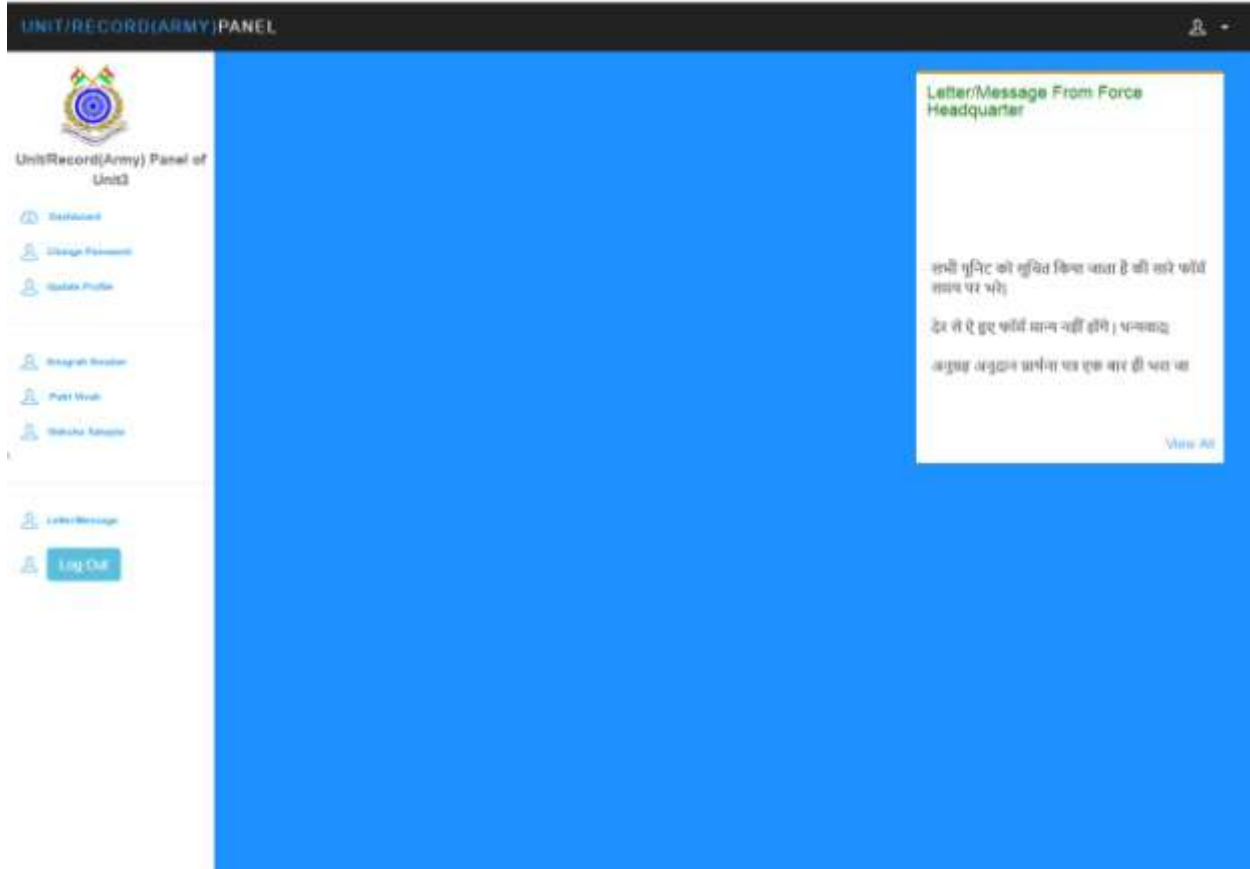 UNIT/RECORD(ARMY)PANEL
Unit/Record(Army) Panel of
Unit3
Dashboard
Change Password
Update Profile
Letter/Message
Log Out
Letter/Message From Force
Headquarter
सभी यूनिट को सूचित किया जाता है की सारे फॉर्म
समय पर भरे|
देर से ऐ हुए फॉर्म मान्य नहीं होंगे | धन्यवाद|
अनुग्रह अनुदान प्रार्थना पत्र एक बार ही भरा जा
View All